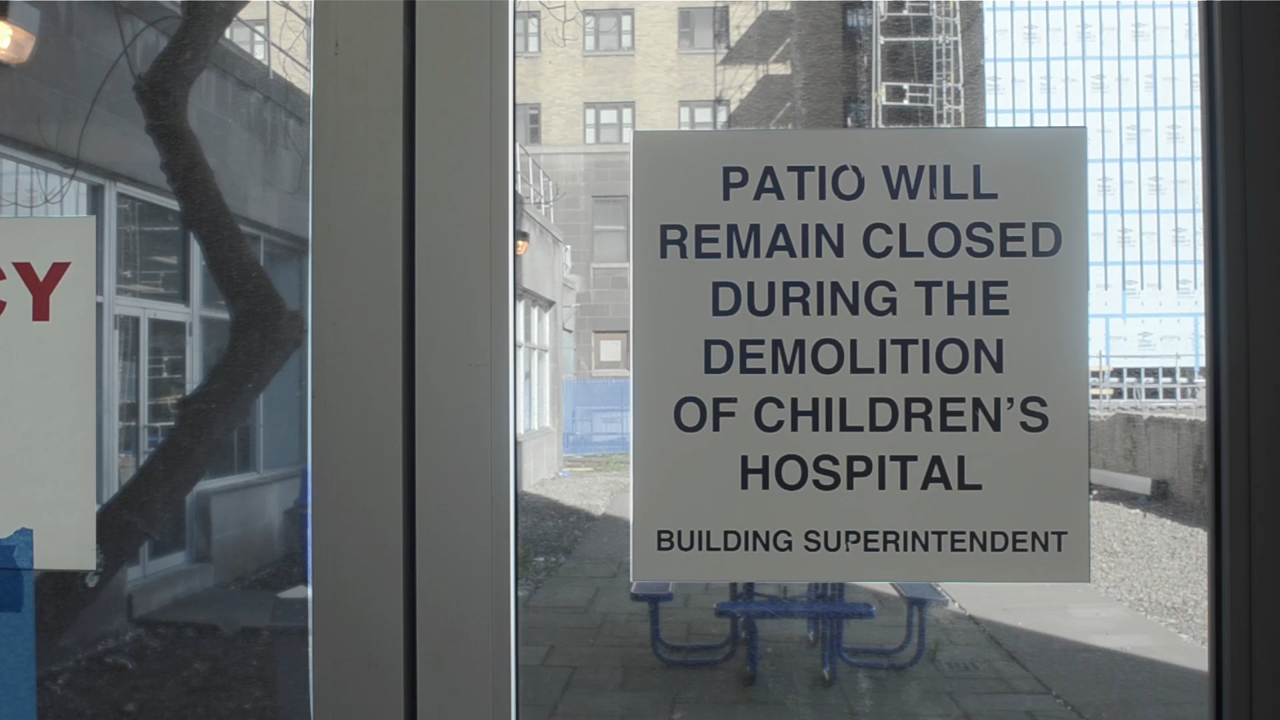 CY
PATIO WILL
REMAIN CLOSED
DURING THE
DEMOLITION
OF CHILDREN’S
HOSPITAL
BUILDING SUPERINTENDENT